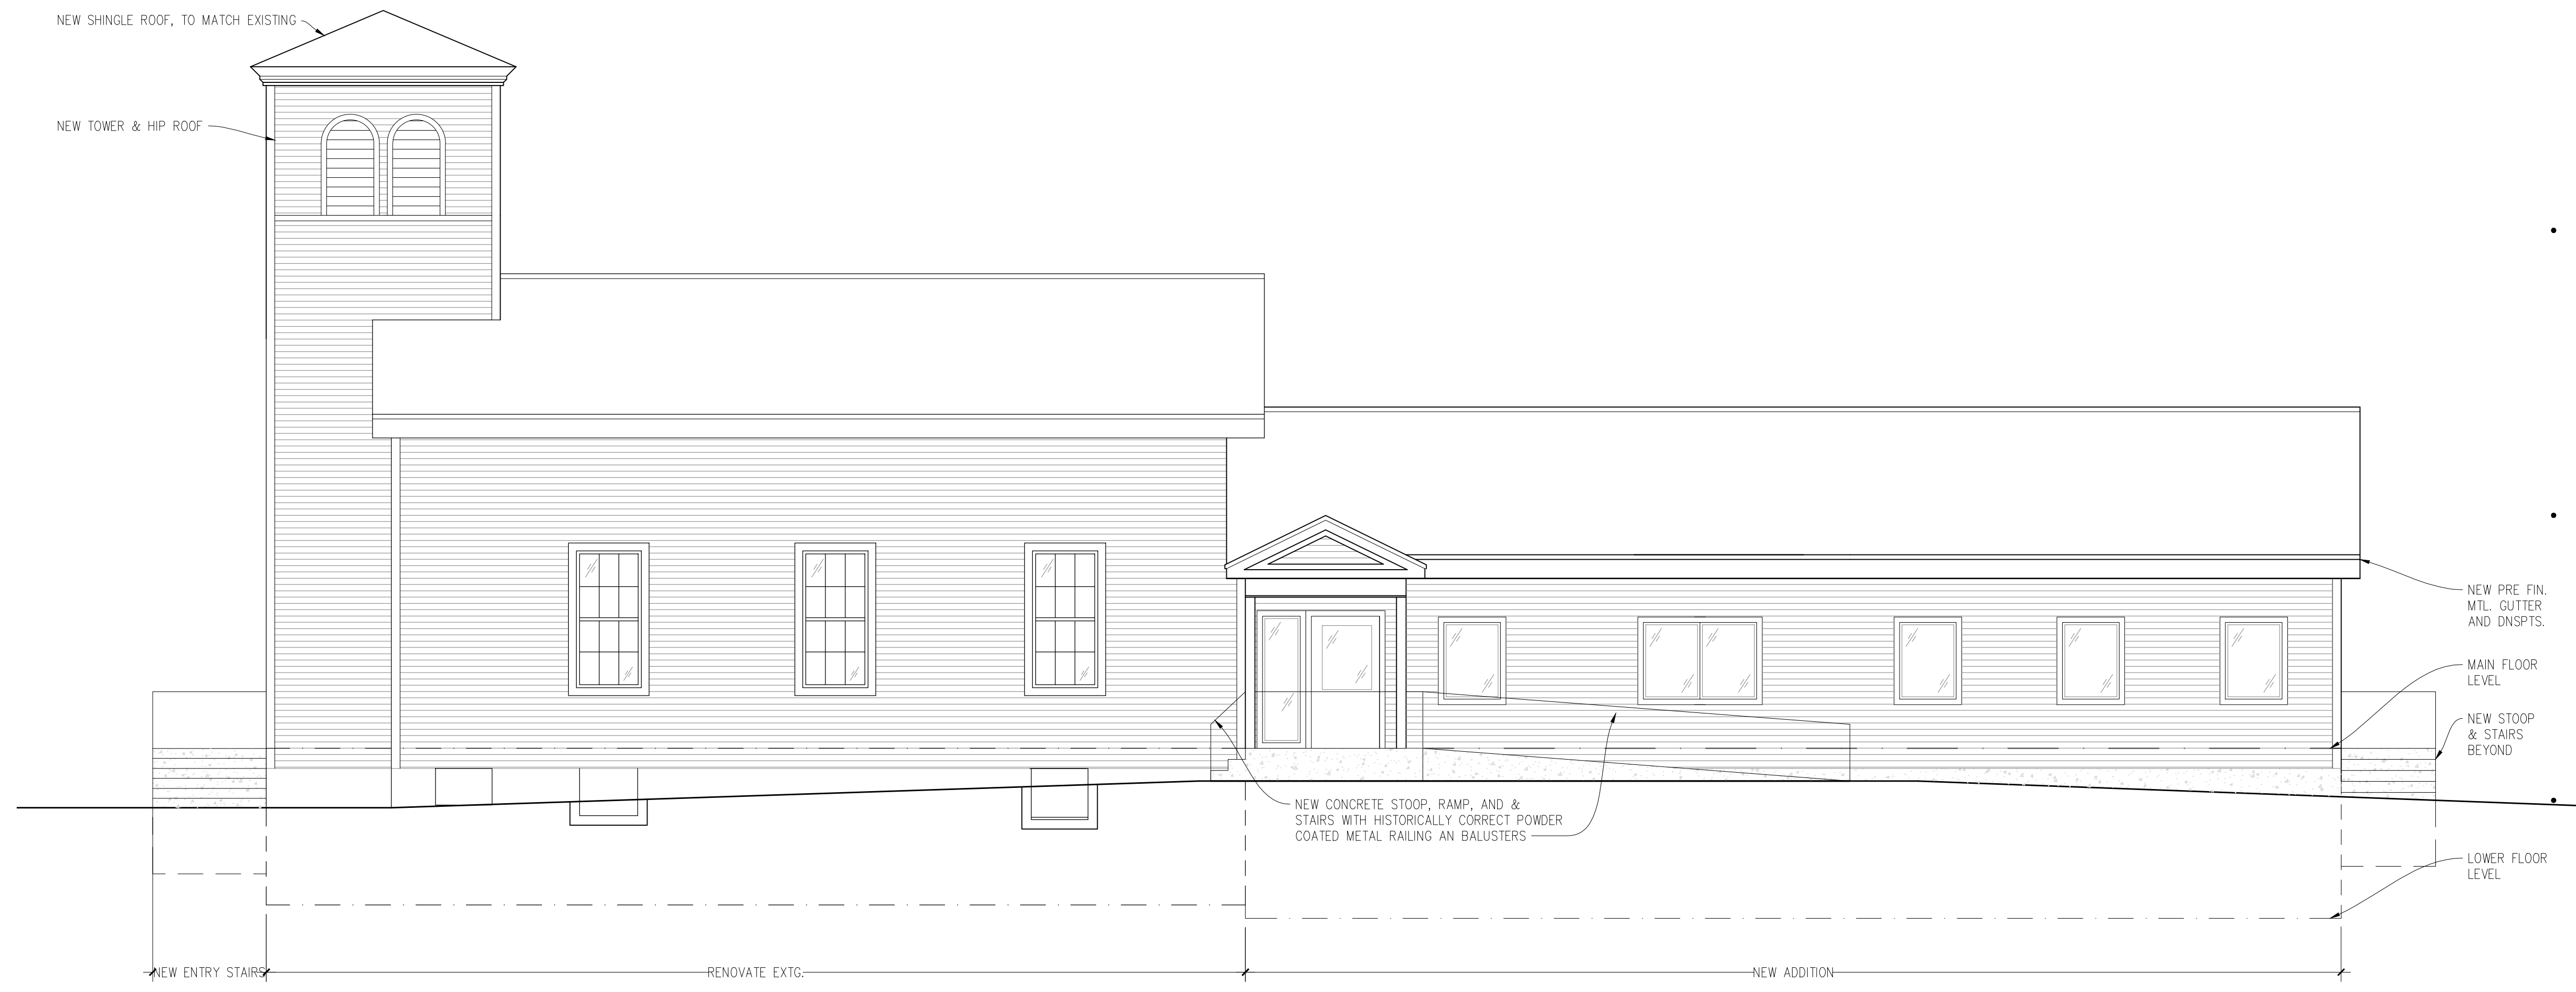 NEW SHINGLE ROOF, TO MATCH EXISTING
NEW TOWER & HIP ROOF
NEW PRE FIN.
MTL. GUTTER
AND DNSPTS.
MAIN FLOOR
LEVEL
NEW STOOP
& STAIRS
BEYOND
NEW CONCRETE STOOP, RAMP, AND &
STAIRS WITH HISTORICALLY CORRECT POWDER
COATED METAL RAILING AN BALUSTERS
LOWER FLOOR
LEVEL
NEW ENTRY STAIRS
RENOVATE EXTG.
NEW ADDITION